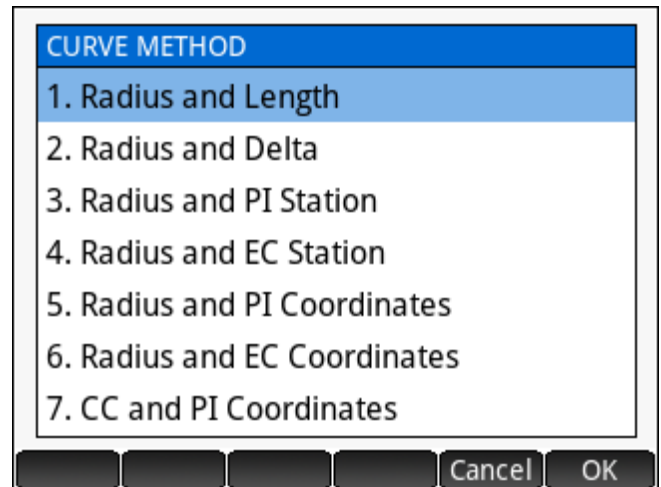 CURVE METHOD
1. Radius and Length
2. Radius and Delta
3. Radius and PI Station
4. Radius and EC Station
5. Radius and PI Coordinates
6. Radius and EC Coordinates
7. CC and PI Coordinates
Cancel OK